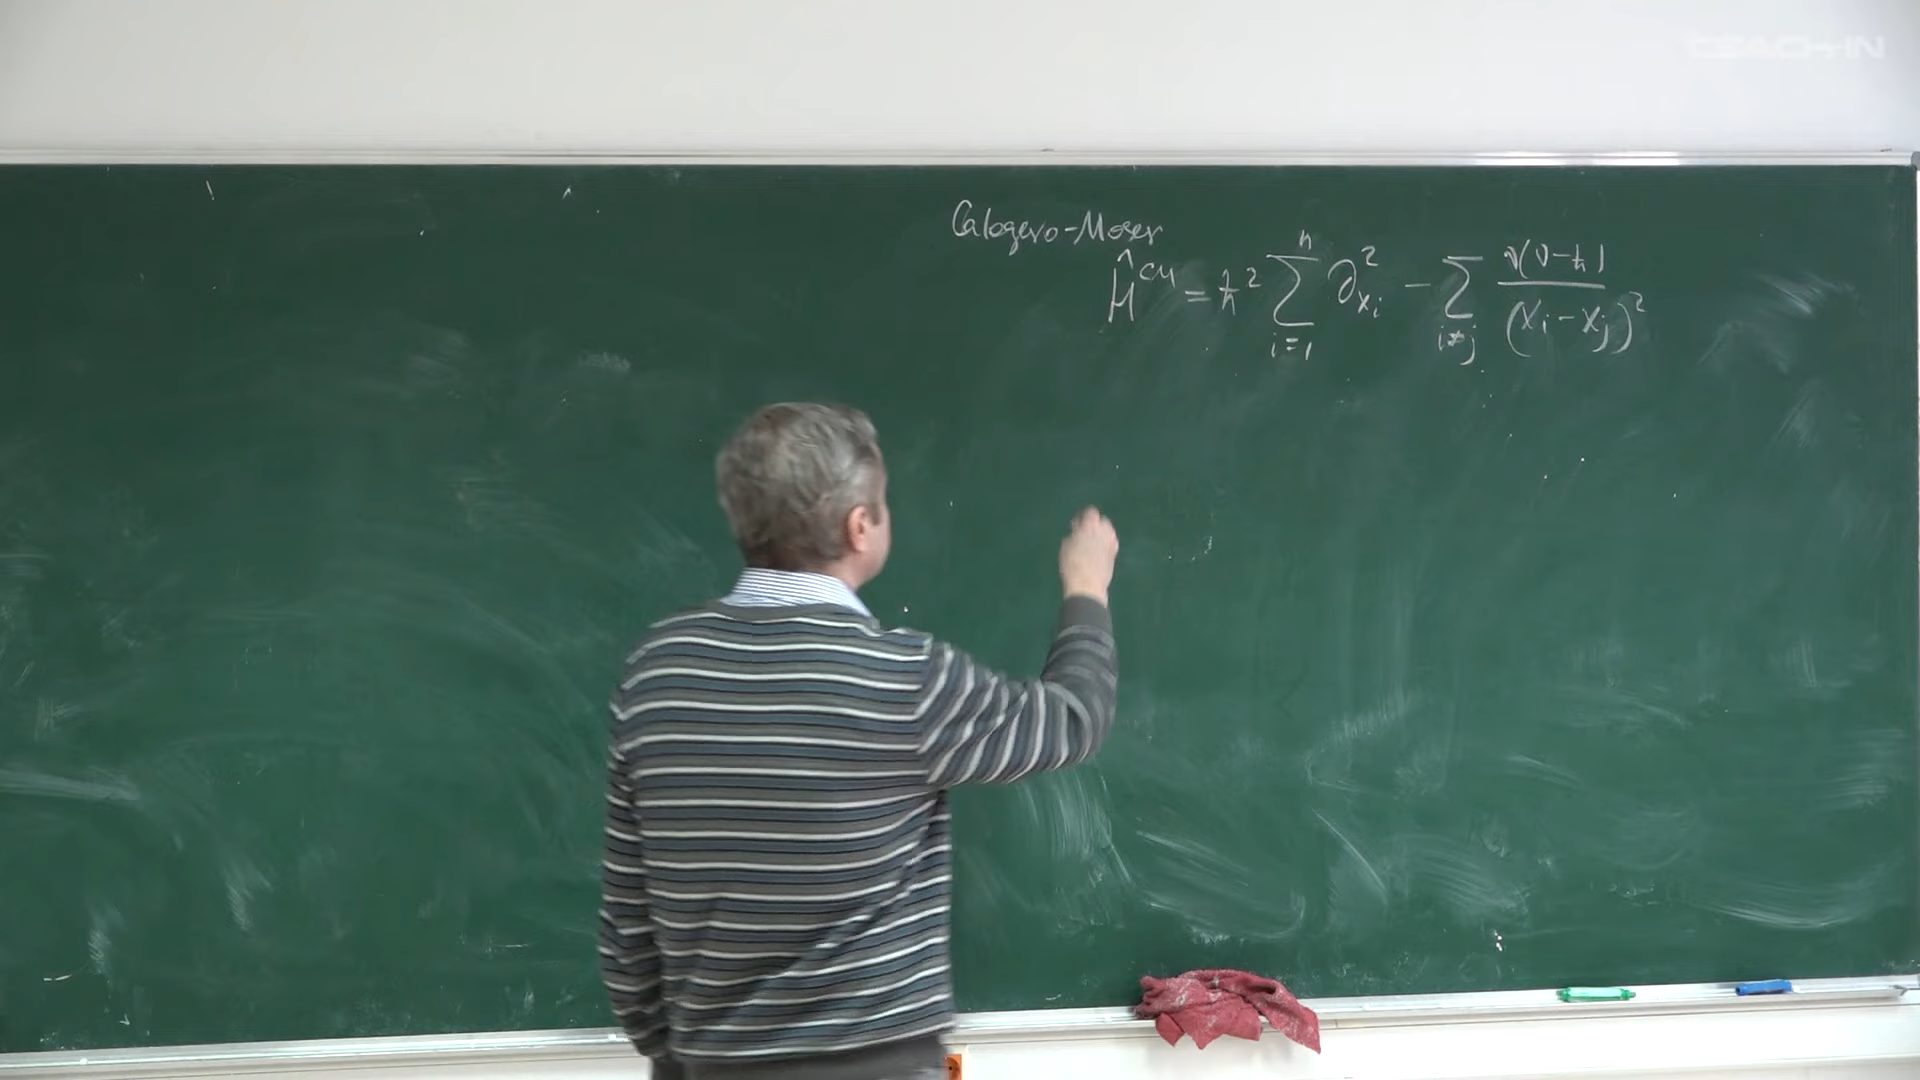 Calogero-Moser
Ĥ^{CM} = ħ² ∑_{i=1}^{n} ∂²_{x_i} − ∑_{i≠j} ν(ν−ħ) / (x_i − x_j)²